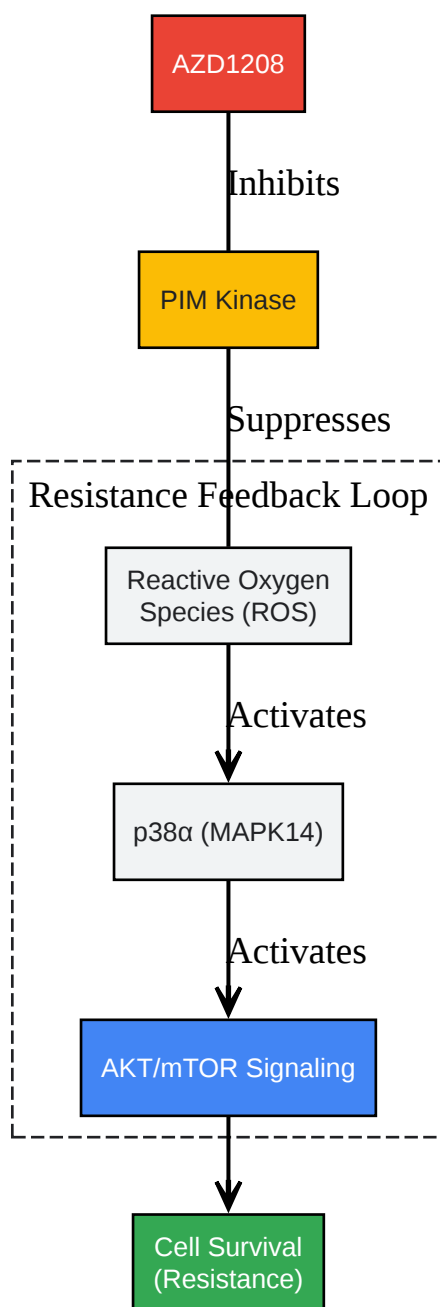 AZD1208
Inhibits
PIM Kinase
Suppresses
Resistance Feedback Loop
Reactive Oxygen
Species (ROS)
Activates
p38α (MAPK14)
Activates
AKT/mTOR Signaling
Cell Survival
(Resistance)